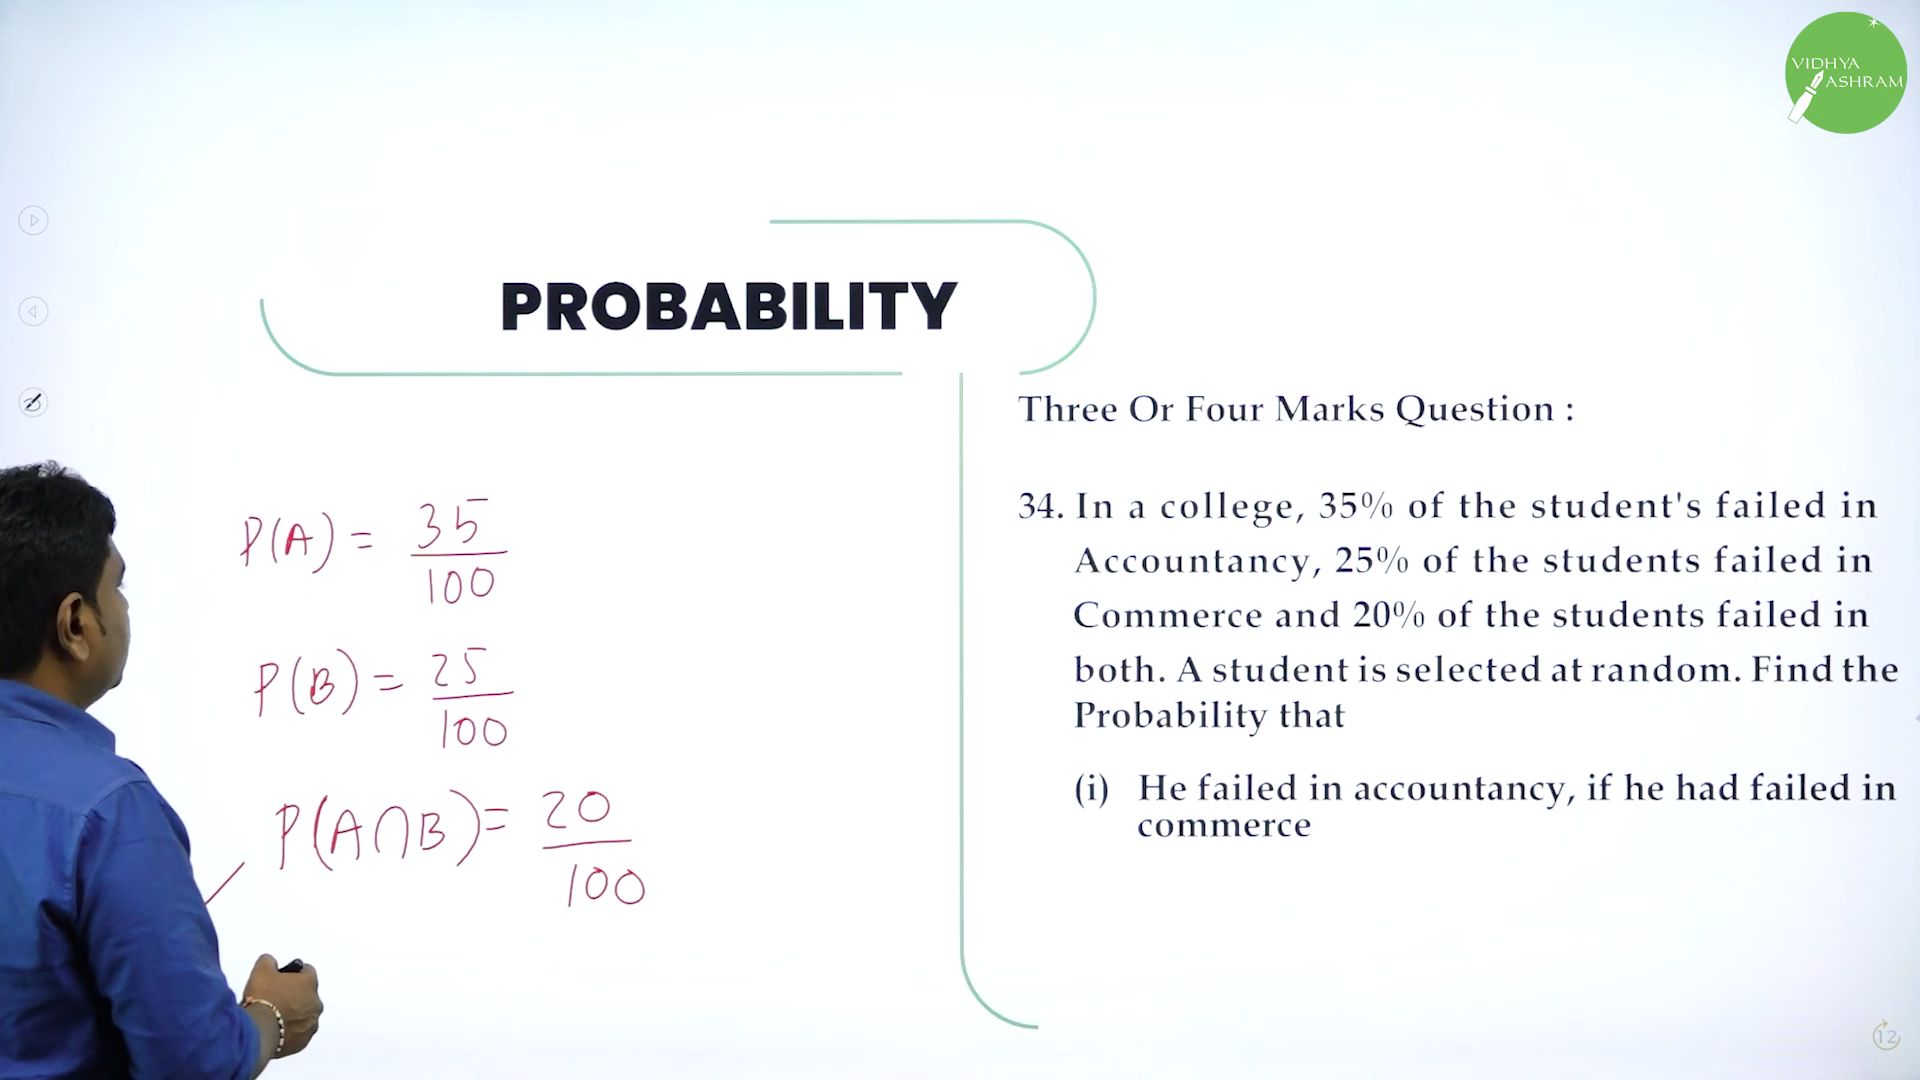 VIDHYA
ASHRAM
PROBABILITY
Three Or Four Marks Question :
34. In a college, 35% of the student's failed in
Accountancy, 25% of the students failed in
Commerce and 20% of the students failed in
both. A student is selected at random. Find the
Probability that
(i) He failed in accountancy, if he had failed in
commerce
P(A) = 35/100
P(B) = 25/100
P(A∩B) = 20/100
12